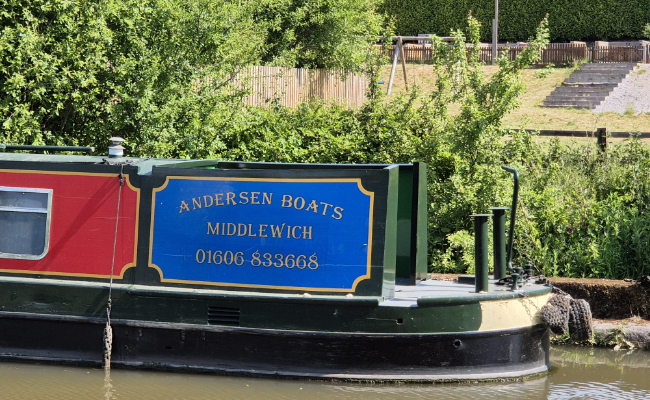 ANDERSEN BOATS
MIDDLEWICH
01606 833668